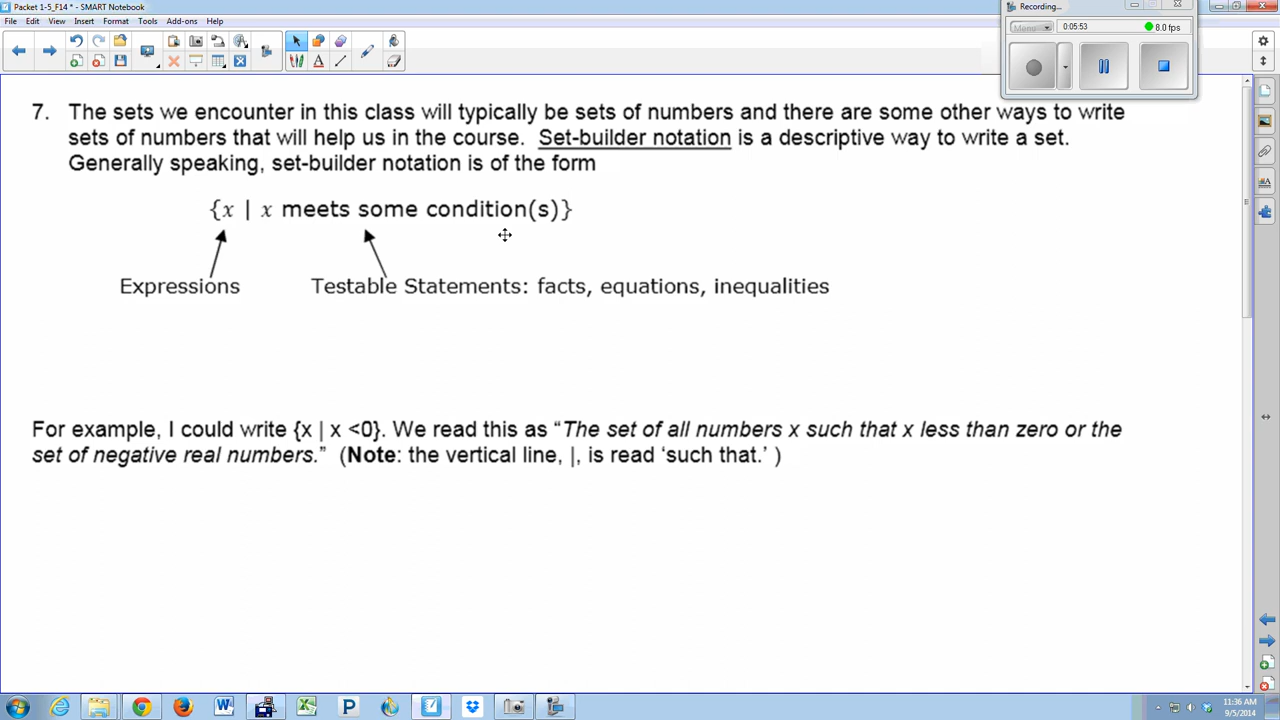 Packet 1-5_F14 * - SMART Notebook
Recording...
File Edit View Insert Format Tools Help
Menu
0:05:53
8.0 fps
7. The sets we encounter in this class will typically be sets of numbers and there are some other ways to write
sets of numbers that will help us in the course. Set-builder notation is a descriptive way to write a set.
Generally speaking, set-builder notation is of the form
{x | x meets some condition(s)}
Expressions
Testable Statements: facts, equations, inequalities
For example, I could write {x | x <0}. We read this as “The set of all numbers x such that x less than zero or the
set of negative real numbers.” (Note: the vertical line, |, is read ‘such that.’ )
11:36 AM
9/5/2014